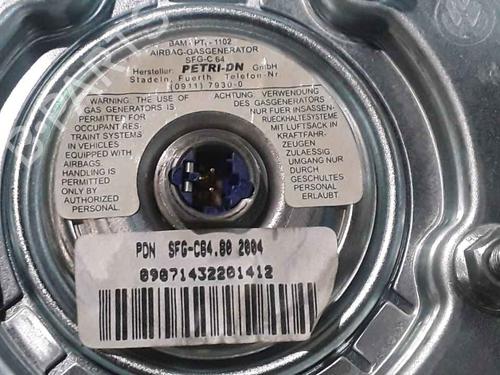 BAM - PT, - 1102
AIRBAG-GASGENERATOR
SFG-C 64
Hersteller: PETRI-DN GmbH
Stadeln, Fuerth, Telefon-Nr
(0911) 7930-0
WARNING: THE USE OF
GAS GENERATORS IS
PERMITTED FOR
OCCUPANT RES-
TRAINT SYSTEMS
IN VEHICLES
EQUIPPED WITH
AIRBAGS.
HANDLING IS
PERMITTED
ONLY BY
AUTHORIZED
PERSONAL.
ACHTUNG. VERWENDUNG
DES GASGENERATORS
NUR FUER INSASSEN-
RUECKHALTESYSTEME
MIT LUFTSACK IN
KRAFTFAHR-
ZEUGEN
ZULAESSIG.
UMGANG NUR
DURCH
GESCHULTES
PERSONAL
ERLAUBT.
PDN SFG-C64.80 2004
09071432201412